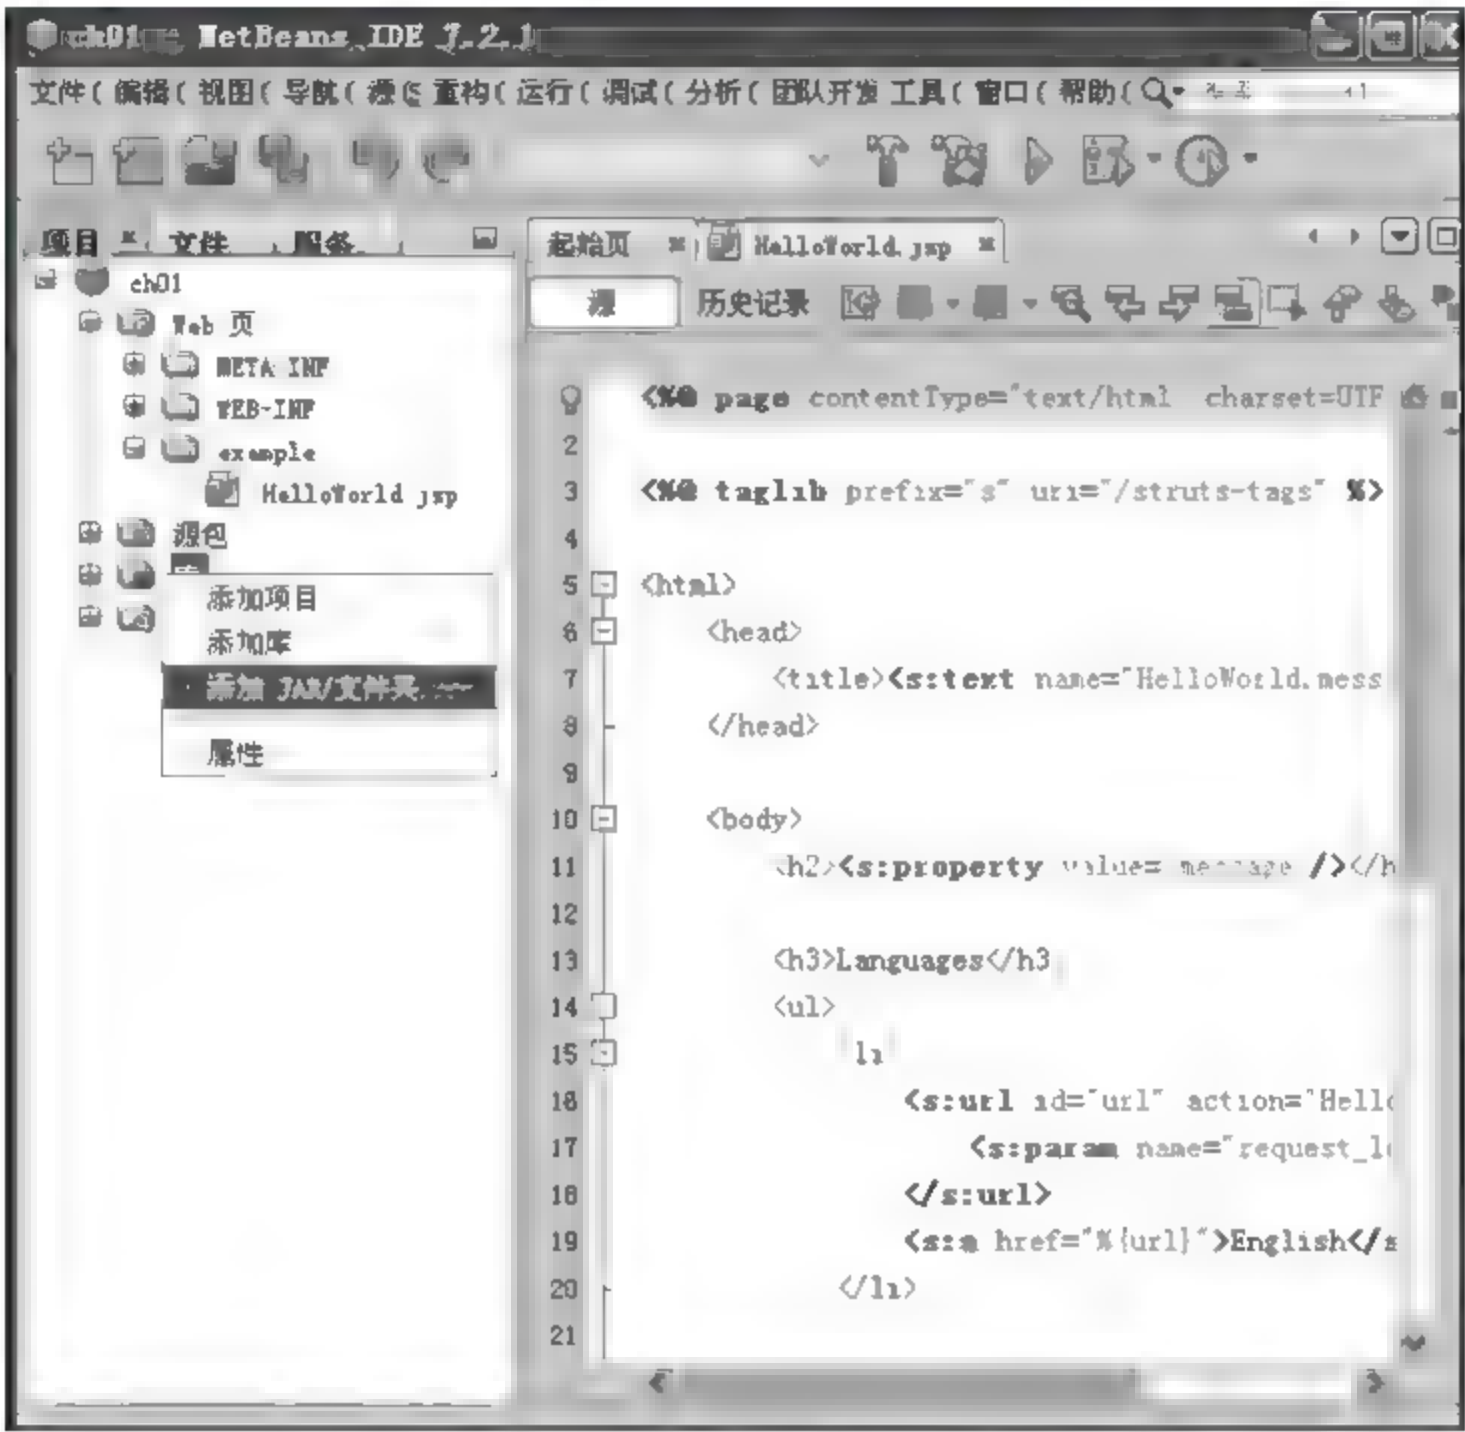 ch01 - NetBeans IDE 7.2.1
文件( 编辑( 视图( 导航( 源( 重构( 运行( 调试( 分析( 团队开发 工具( 窗口( 帮助(
项目 文件 服务
起始页 HelloWorld.jsp
ch01
源 历史记录
Web 页
META-INF
WEB-INF
example
HelloWorld.jsp
源包
添加项目
添加库
添加 JAR/文件夹...
属性
<%@ page contentType="text/html charset=UTF
2
3 <%@ taglib prefix="s" uri="/struts-tags" %>
4
5 <html>
6 <head>
7 <title><s:text name="HelloWorld.mess
8 </head>
9
10 <body>
11 <h2><s:property value= message /></h
12
13 <h3>Languages</h3
14 <ul>
15 li
16 <s:url id="url" action="Hello
17 <s:param name="request_lo
18 </s:url>
19 <s:a href="%{url}">English</s
20 </li>
21